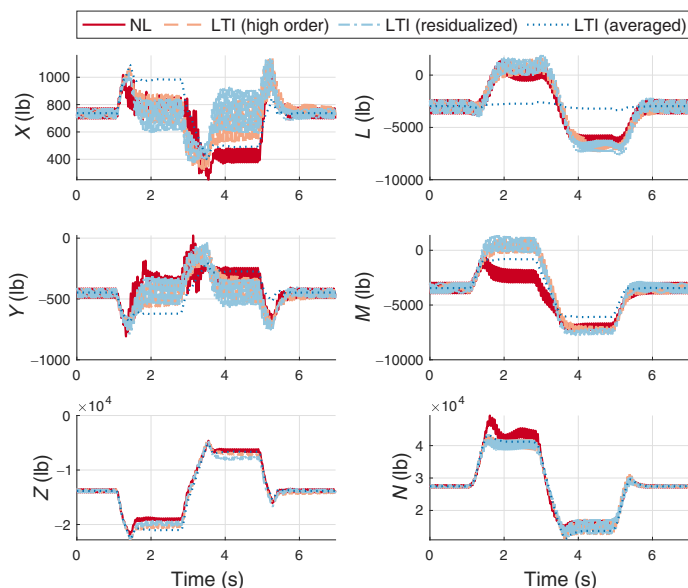 NL LTI (high order) LTI (residualized) LTI (averaged)
1000
800
600
400
X (lb)
0 2 4 6
0
−5000
−10000
L (lb)
0 2 4 6
0
−500
−1000
Y (lb)
0 2 4 6
0
−5000
−10000
M (lb)
0 2 4 6
×10⁴
0
−1
−2
Z (lb)
0 2 4 6
Time (s)
×10⁴
4
3
2
N (lb)
0 2 4 6
Time (s)